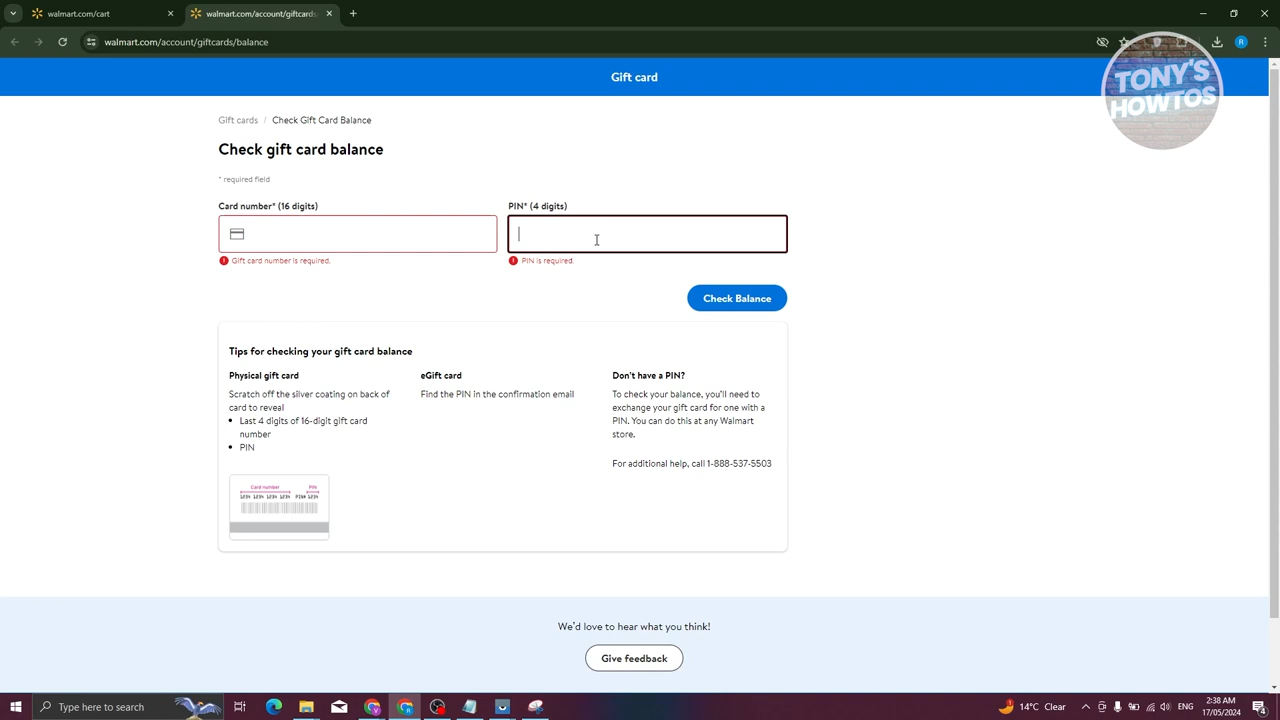 walmart.com/cart
walmart.com/account/giftcards
walmart.com/account/giftcards/balance
R
TONY'S
HOWTOS
Gift card
Gift cards / Check Gift Card Balance
Check gift card balance
* required field
Card number* (16 digits)
PIN* (4 digits)
Gift card number is required.
PIN is required.
Check Balance
Tips for checking your gift card balance
Physical gift card
Scratch off the silver coating on back of
card to reveal
• Last 4 digits of 16-digit gift card
number
• PIN
Card number PIN
1234 1234 1234 1234 PIN# 1234
eGift card
Find the PIN in the confirmation email
Don't have a PIN?
To check your balance, you'll need to
exchange your gift card for one with a
PIN. You can do this at any Walmart
store.
For additional help, call 1-888-537-5503
We'd love to hear what you think!
Give feedback
Type here to search
14°C Clear
ENG
2:38 AM
17/05/2024